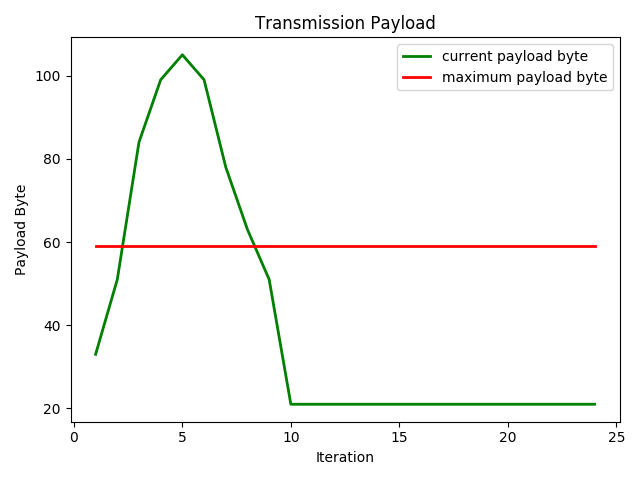 Transmission Payload
current payload byte
maximum payload byte
Payload Byte
100
80
60
40
20
0
5
10
15
20
25
Iteration